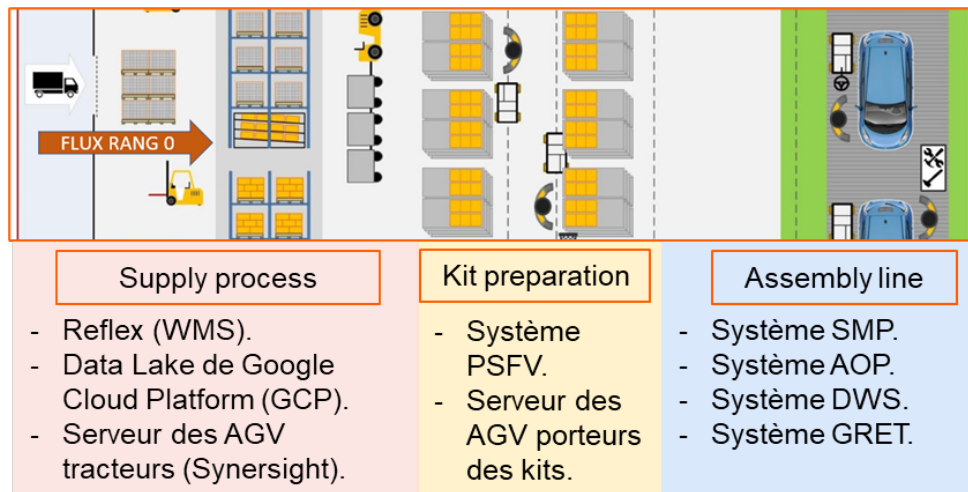 FLUX RANG 0
Supply process
- Reflex (WMS).
- Data Lake de Google
Cloud Platform (GCP).
- Serveur des AGV
tracteurs (Synersight).
Kit preparation
- Système
PSFV.
- Serveur des
AGV porteurs
des kits.
Assembly line
- Système SMP.
- Système AOP.
- Système DWS.
- Système GRET.